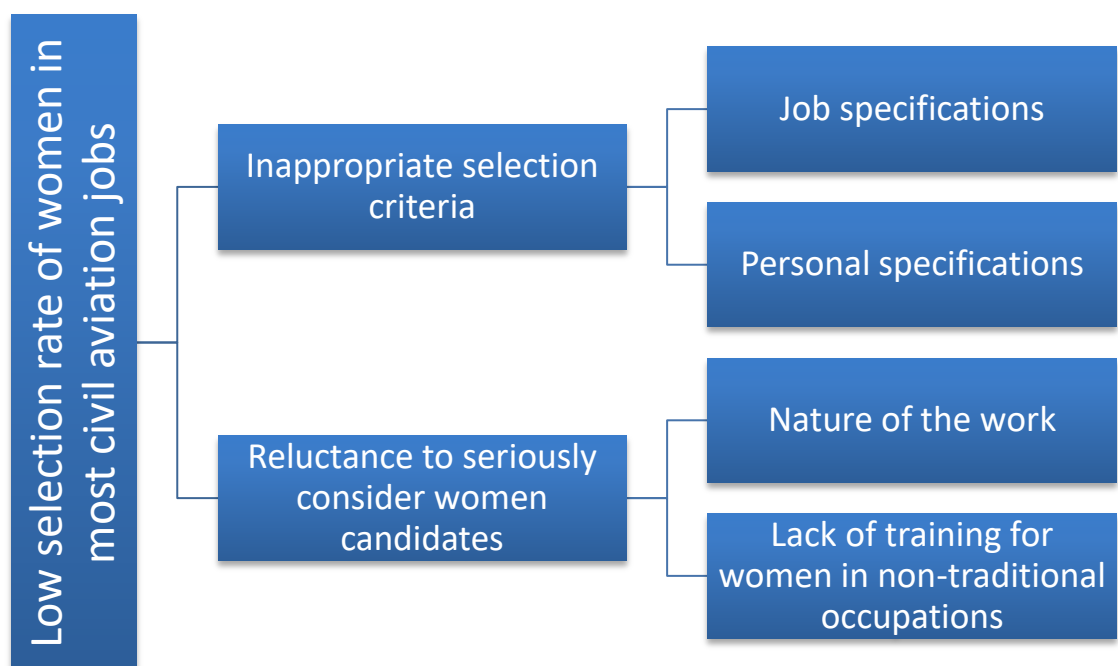 Low selection rate of women in
most civil aviation jobs
Inappropriate selection
criteria
Job specifications
Personal specifications
Reluctance to seriously
consider women
candidates
Nature of the work
Lack of training for
women in non-traditional
occupations